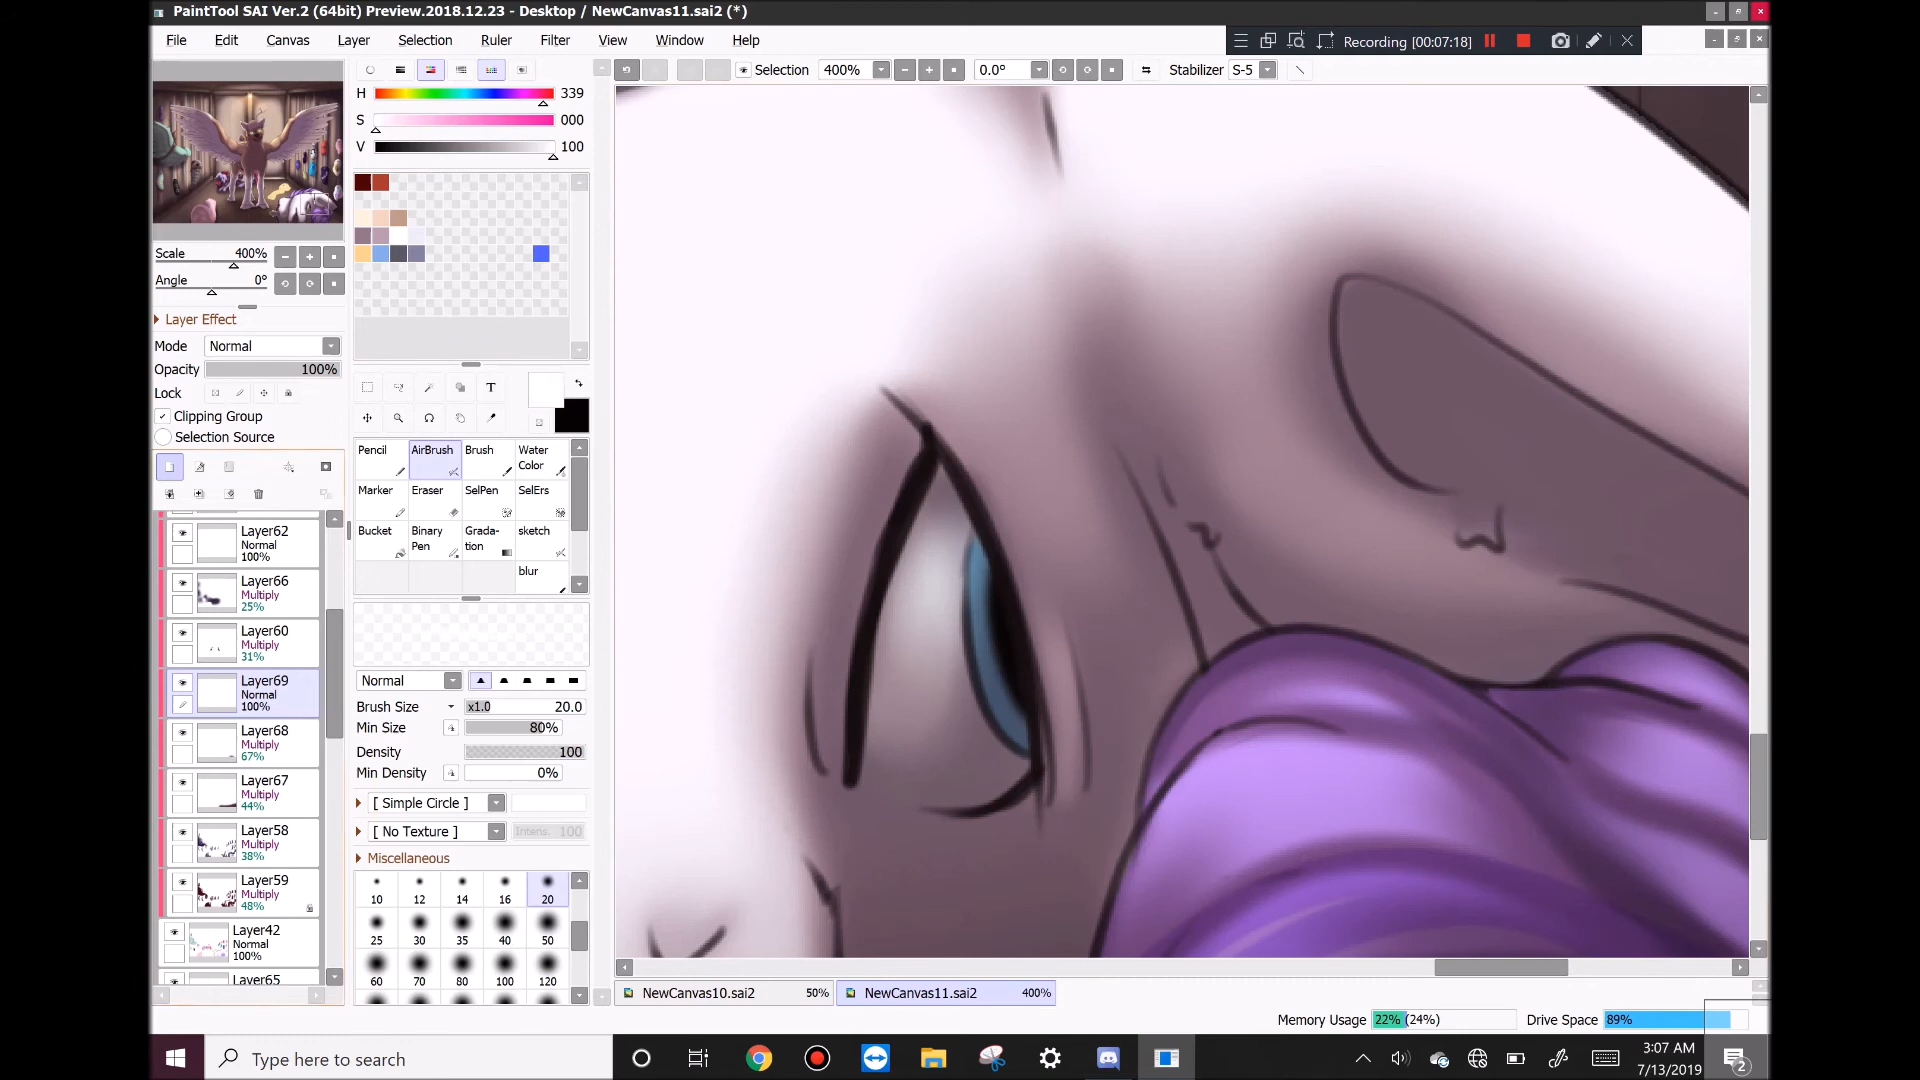 PaintTool SAI Ver.2 (64bit) Preview.2018.12.23 - Desktop / NewCanvas11.sai2 (*)
File Edit Canvas Layer Selection Ruler Filter View Window Help
Recording [00:07:18]
Selection 400% 0.0° Stabilizer S-5
H 339
S 000
V 100
Scale 400%
Angle 0°
Layer Effect
Mode Normal
Opacity 100%
Lock
Clipping Group
Selection Source
T
Pencil AirBrush Brush Water Color
Marker Eraser SelPen SelErs
Bucket Binary Pen Grada-tion sketch
blur
Layer62
Normal
100%
Layer66
Multiply
25%
Layer60
Multiply
31%
Layer69
Normal
100%
Layer68
Multiply
67%
Layer67
Multiply
44%
Layer58
Multiply
38%
Layer59
Multiply
48%
Layer42
Normal
100%
Layer65
Normal
Brush Size x1.0 20.0
Min Size 80%
Density 100
Min Density 0%
[ Simple Circle ]
[ No Texture ] Intens. 100
Miscellaneous
10 12 14 16 20
25 30 35 40 50
60 70 80 100 120
NewCanvas10.sai2 50% NewCanvas11.sai2 400%
Memory Usage 22% (24%) Drive Space 89%
Type here to search
3:07 AM
7/13/2019
2